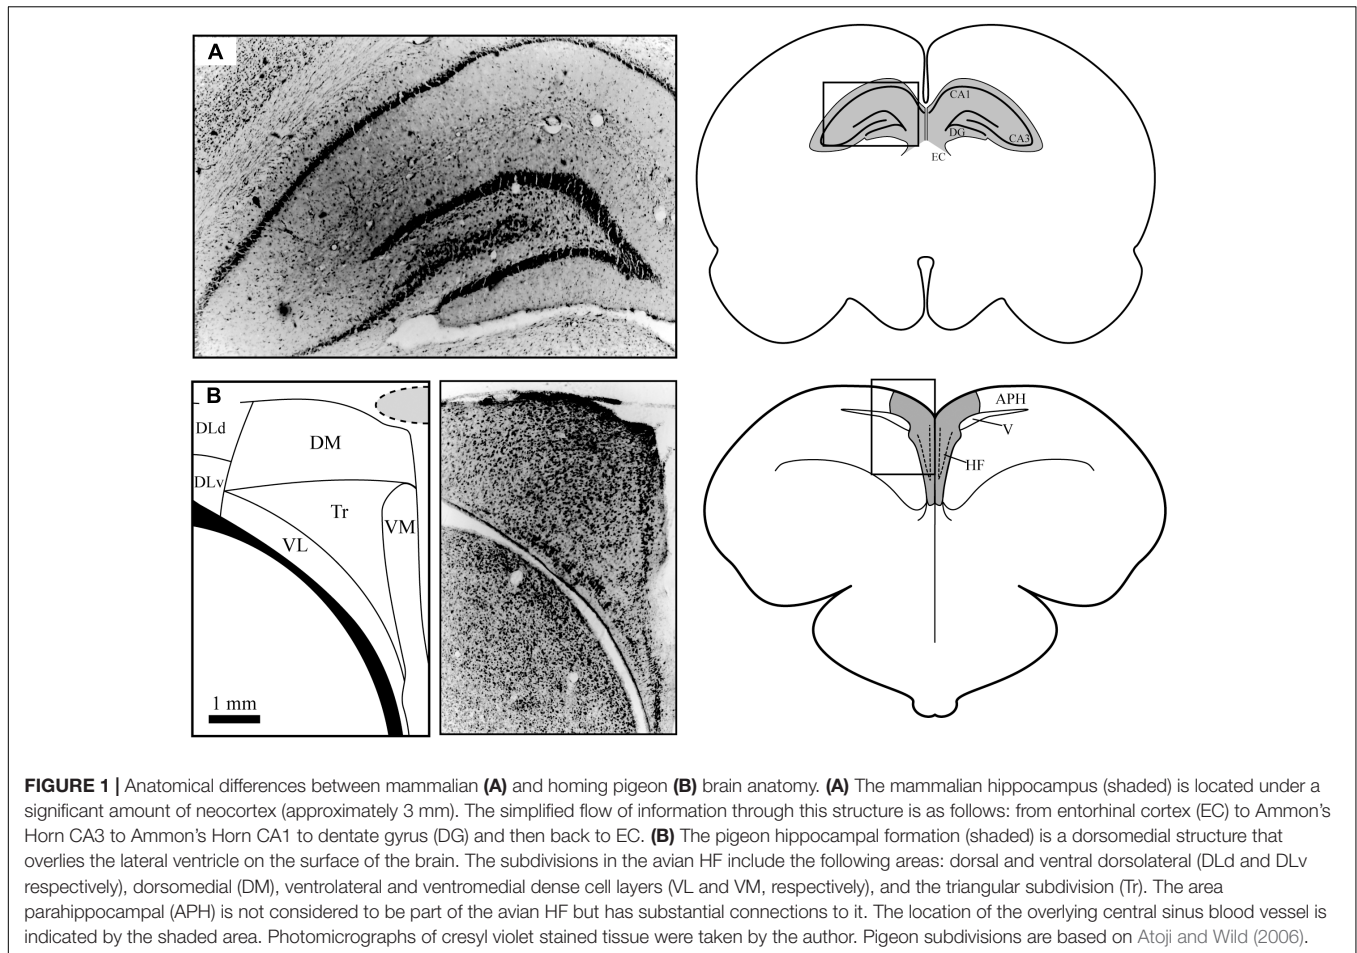 A
CA1
DG
CA3
EC
B
DLd
DM
DLv
Tr
VM
VL
1 mm
APH
V
HF
FIGURE 1 | Anatomical differences between mammalian (A) and homing pigeon (B) brain anatomy. (A) The mammalian hippocampus (shaded) is located under a
significant amount of neocortex (approximately 3 mm). The simplified flow of information through this structure is as follows: from entorhinal cortex (EC) to Ammon's
Horn CA3 to Ammon's Horn CA1 to dentate gyrus (DG) and then back to EC. (B) The pigeon hippocampal formation (shaded) is a dorsomedial structure that
overlies the lateral ventricle on the surface of the brain. The subdivisions in the avian HF include the following areas: dorsal and ventral dorsolateral (DLd and DLv
respectively), dorsomedial (DM), ventrolateral and ventromedial dense cell layers (VL and VM, respectively), and the triangular subdivision (Tr). The area
parahippocampal (APH) is not considered to be part of the avian HF but has substantial connections to it. The location of the overlying central sinus blood vessel is
indicated by the shaded area. Photomicrographs of cresyl violet stained tissue were taken by the author. Pigeon subdivisions are based on Atoji and Wild (2006).